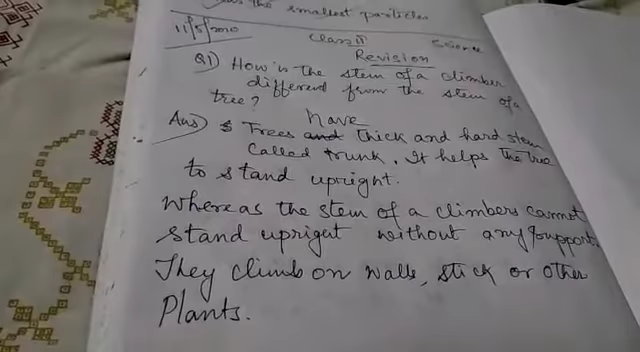 the smallest particles
11/5/2020 Class II Science
Revision
Q1) How is the stem of a climber
different from the stem of a
tree?
have
Ans) Trees and thick and hard stem
called trunk. It helps the tree
to stand upright.
Whereas the stem of a climbers cannot
stand upright without any support.
They climb on walls, stick or other
Plants.